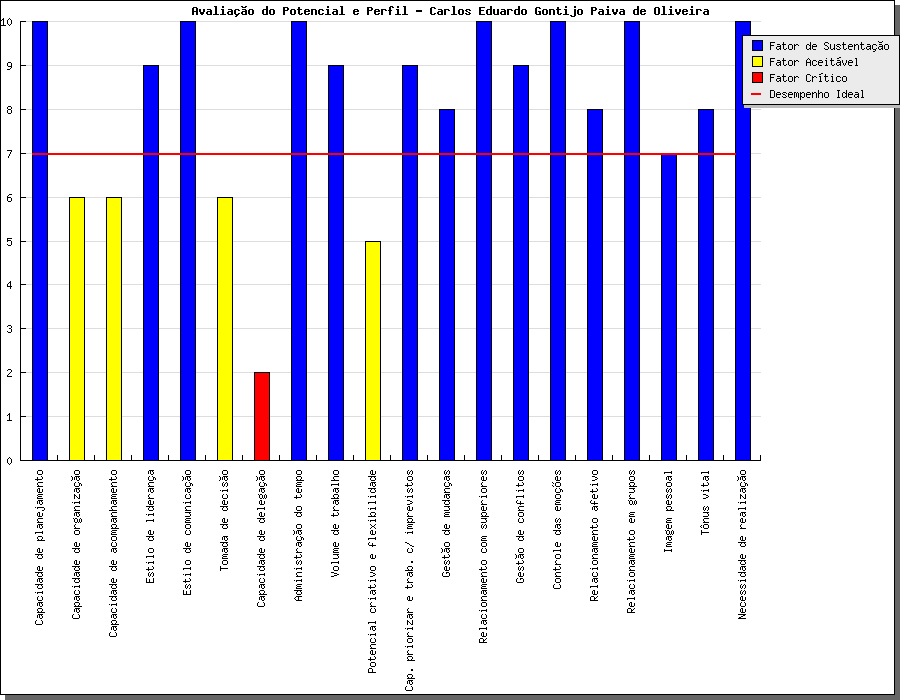 Avaliação do Potencial e Perfil - Carlos Eduardo Gontijo Paiva de Oliveira
Fator de Sustentação
Fator Aceitável
Fator Crítico
Desempenho Ideal
10
9
8
7
6
5
4
3
2
1
0
Capacidade de planejamento
Capacidade de organização
Capacidade de acompanhamento
Estilo de liderança
Estilo de comunicação
Tomada de decisão
Capacidade de delegação
Administração do tempo
Volume de trabalho
Potencial criativo e flexibilidade
Cap. priorizar e trab. c/ imprevistos
Gestão de mudanças
Relacionamento com superiores
Gestão de conflitos
Controle das emoções
Relacionamento afetivo
Relacionamento em grupos
Imagem pessoal
Tônus vital
Necessidade de realização